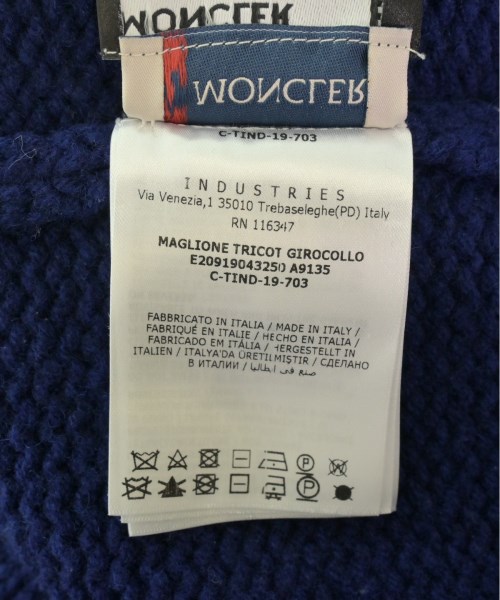 MONCLER
MONCLER
C-TIND-19-703
INDUSTRIES
Via Venezia,1 35010 Trebaseleghe(PD) Italy
RN 116347
MAGLIONE TRICOT GIROCOLLO
E20919043250 A9135
C-TIND-19-703
FABBRICATO IN ITALIA / MADE IN ITALY /
FABRIQUÉ EN ITALIE / HECHO EN ITALIA /
FABRICADO EM ITÁLIA / HERGESTELLT IN
ITALIEN / ITALYA'DA ÜRETILMIŞTIR / СДЕЛАНО
В ИТАЛИИ / صنع في إيطاليا
P
P